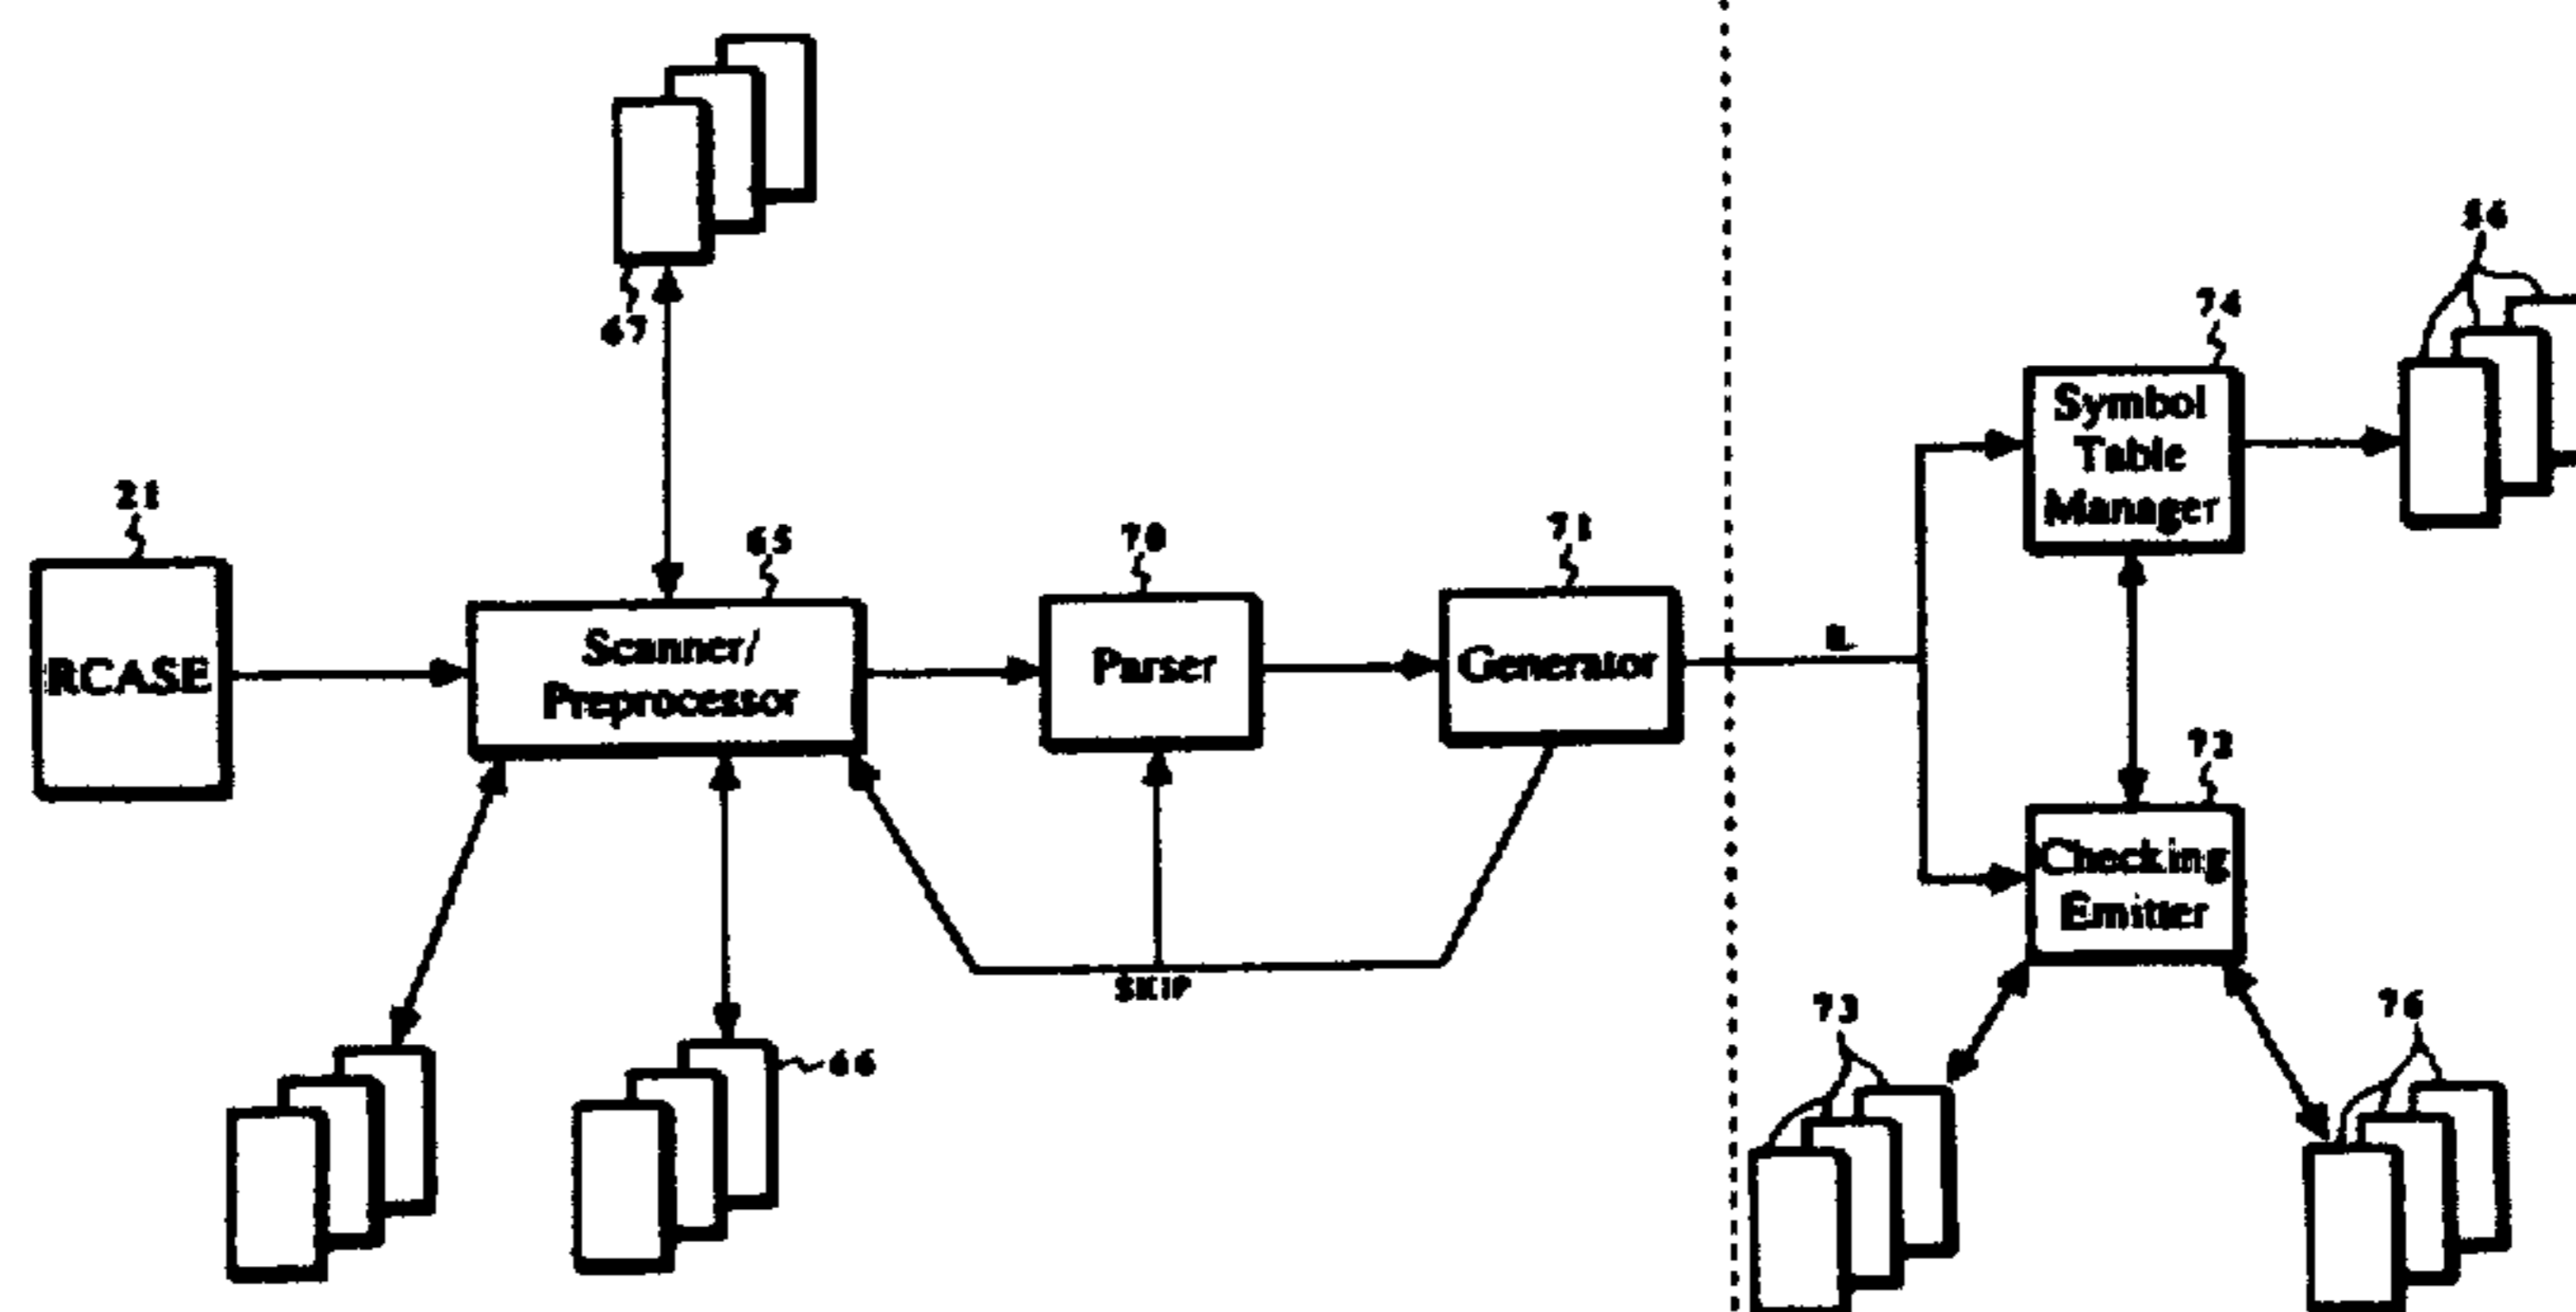 67
56
74
Symbol
Table
Manager
21
RCASE
65
Scanner/
Preprocessor
70
Parser
71
Generator
IL
72
Checking
Emitter
SKIP
66
73
76